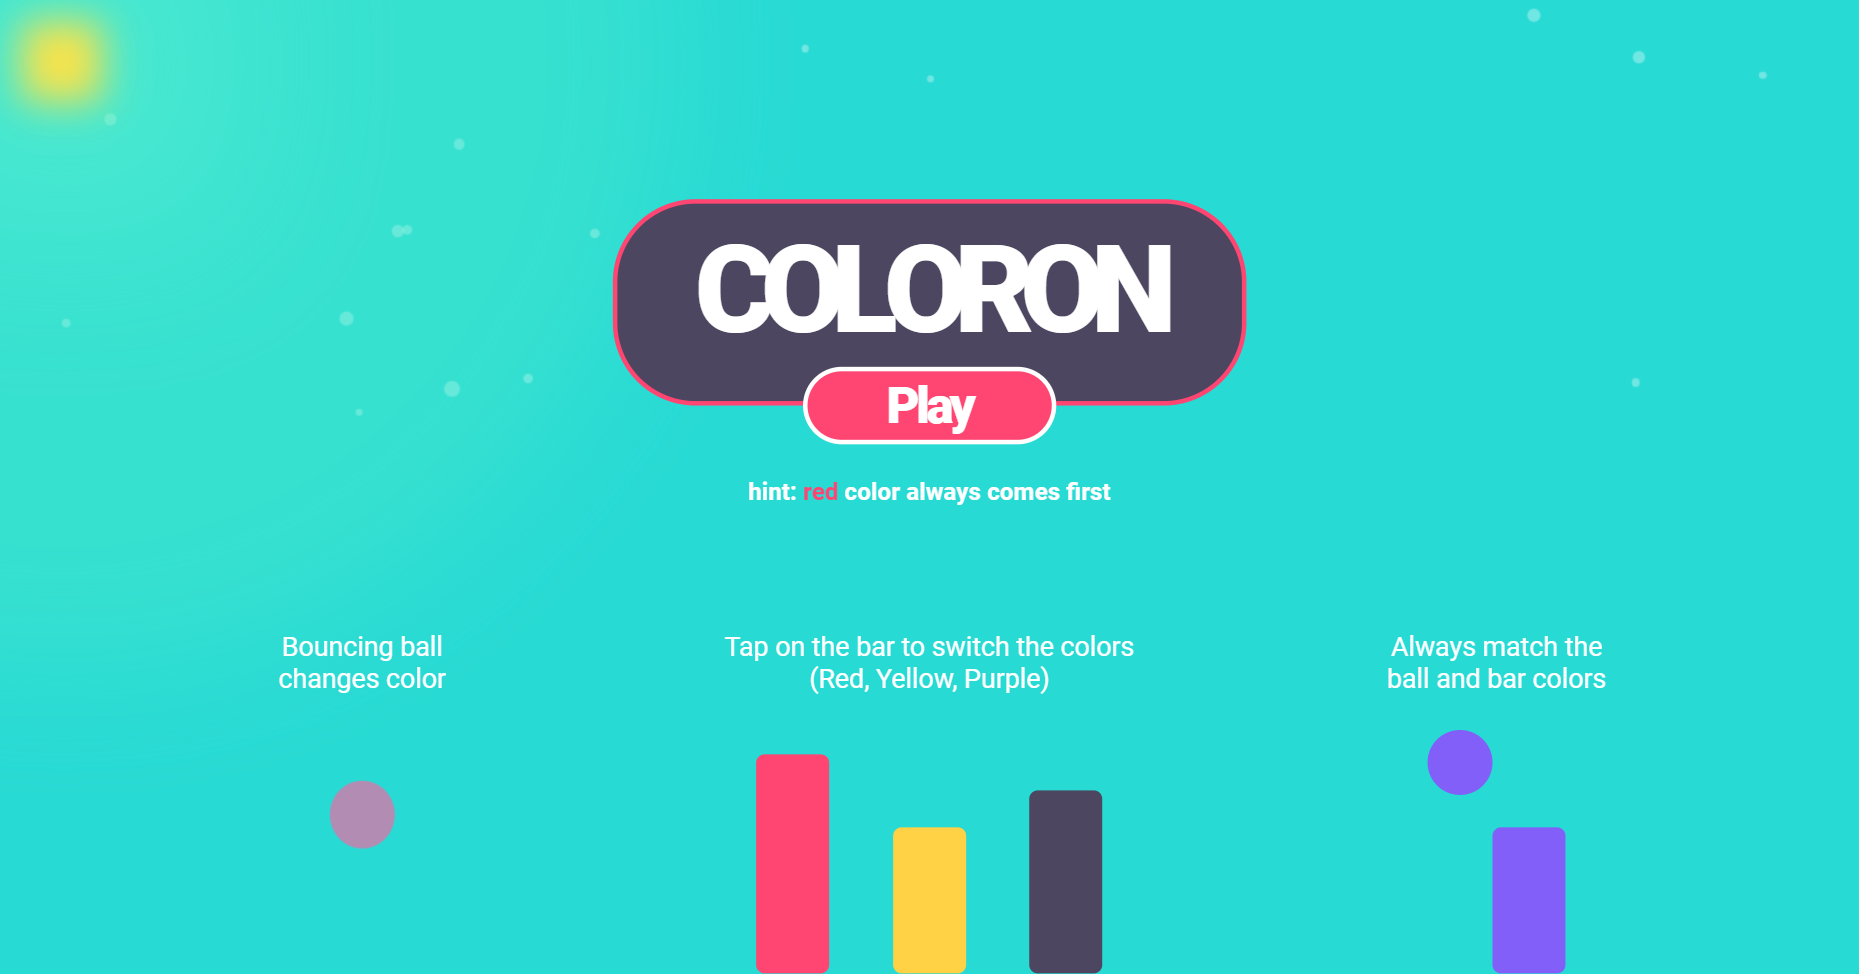 COLORON
Play
hint: red color always comes first
Bouncing ball
changes color
Tap on the bar to switch the colors
(Red, Yellow, Purple)
Always match the
ball and bar colors